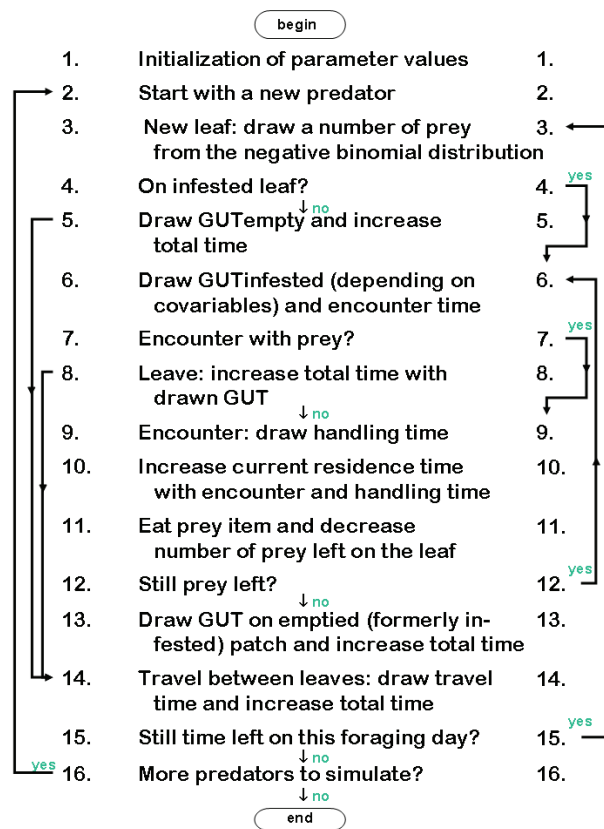 begin
1. Initialization of parameter values 1.
2. Start with a new predator 2.
3. New leaf: draw a number of prey 3.
from the negative binomial distribution
yes
4. On infested leaf? 4.
no
5. Draw GUTempty and increase 5.
total time
6. Draw GUTinfested (depending on 6.
covariables) and encounter time
yes
7. Encounter with prey? 7.
8. Leave: increase total time with 8.
drawn GUT
no
9. Encounter: draw handling time 9.
10. Increase current residence time 10.
with encounter and handling time
11. Eat prey item and decrease 11.
number of prey left on the leaf
yes
12. Still prey left? 12.
no
13. Draw GUT on emptied (formerly in- 13.
fested) patch and increase total time
14. Travel between leaves: draw travel 14.
time and increase total time
yes
15. Still time left on this foraging day? 15.
no
yes 16. More predators to simulate? 16.
no
end